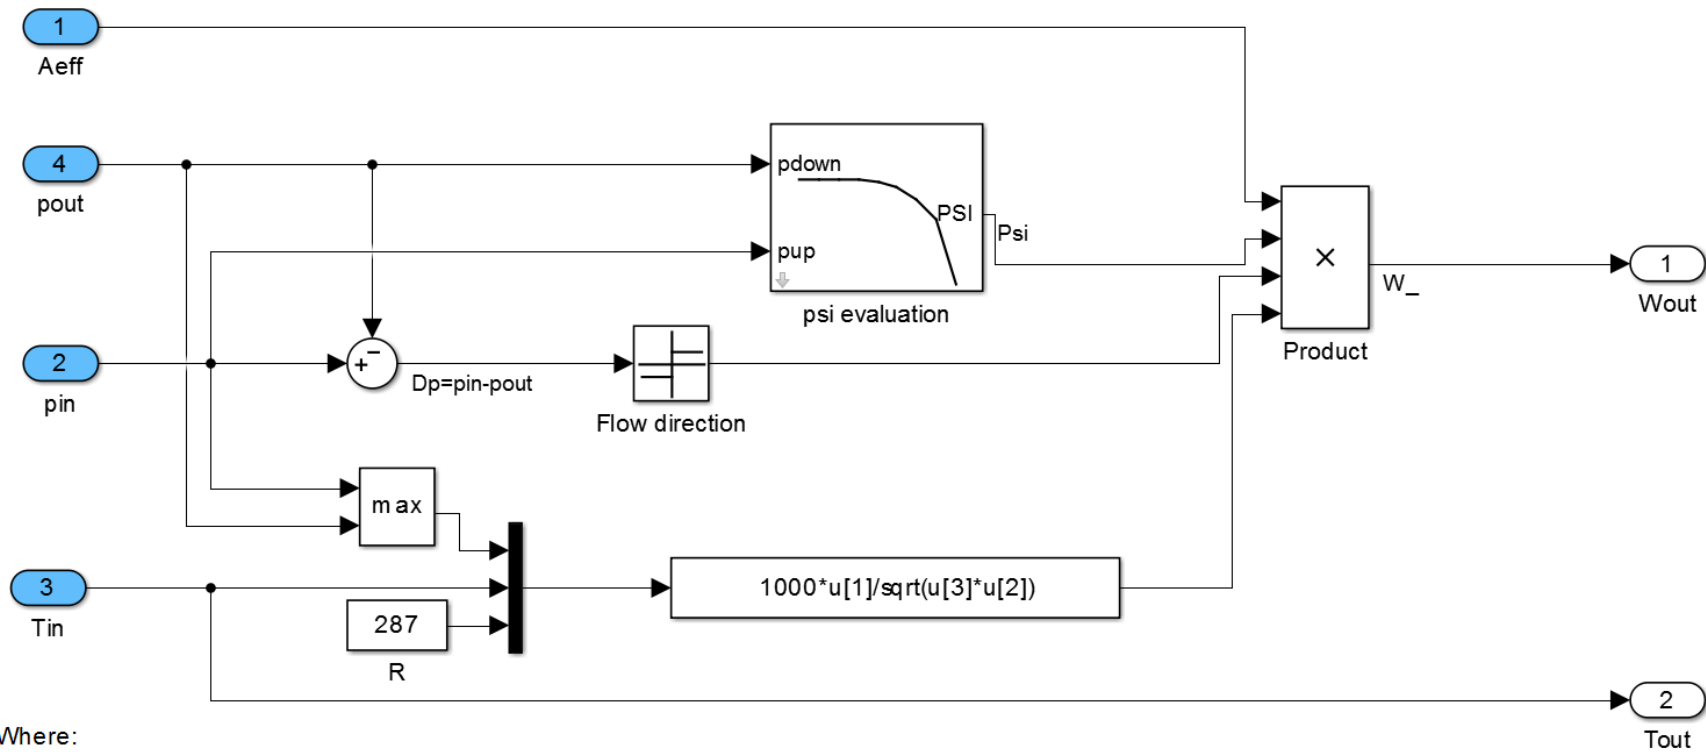 1
Aeff
4
pout
pdown
PSI
Psi
pup
psi evaluation
×
Product
W_
1
Wout
2
pin
+
−
Dp=pin-pout
Flow direction
max
3
Tin
287
R
1000*u[1]/sqrt(u[3]*u[2])
2
Tout
Where: